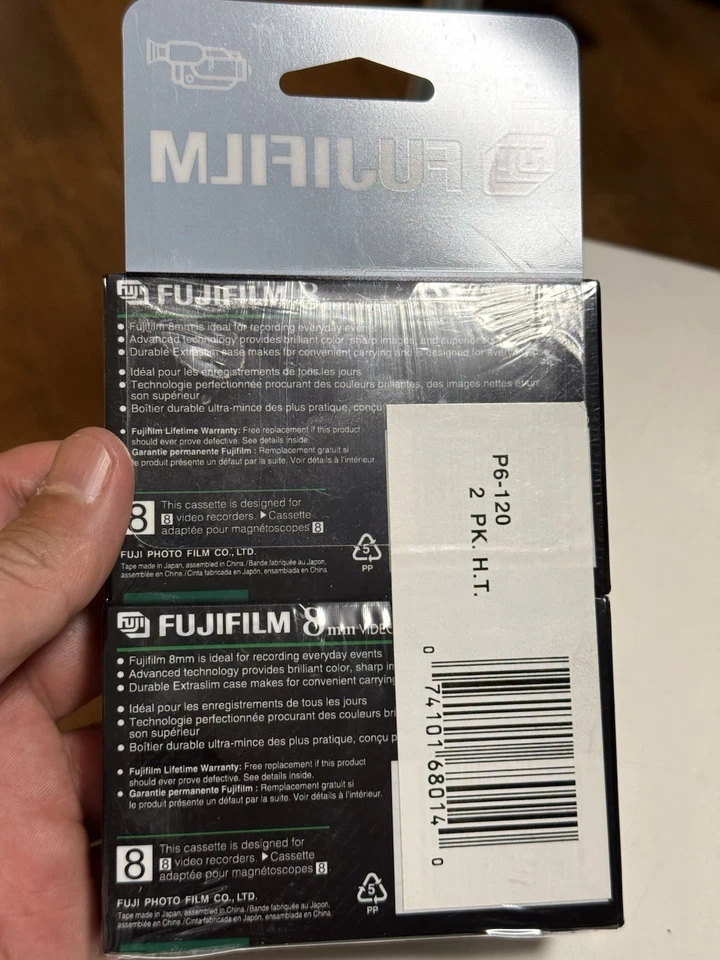 FUJIFILM
FUJI FUJIFILM 8
Fujifilm 8mm is ideal for recording everyday events
Advanced technology provides brilliant color, sharp images, and superior
Durable Extraslim case makes for convenient carrying and is designed for
Idéal pour les enregistrements de tous les jours
Technologie perfectionnée procurant des couleurs brillantes, des images nettes et un
son supérieur
Boîtier durable ultra-mince des plus pratique, conçu
Fujifilm Lifetime Warranty: Free replacement if this product
should ever prove defective. See details inside.
Garantie permanente Fujifilm : Remplacement gratuit si
le produit présente un défaut par la suite. Voir détails à l'intérieur.
8 This cassette is designed for
8 video recorders. ▶Cassette
adaptée pour magnétoscopes 8
FUJI PHOTO FILM CO., LTD.
Tape made in Japan, assembled in China./Bande fabriquée au Japon,
assemblée en Chine./Cinta fabricada en Japón, ensamblada en China.
5
PP
P6-120
2 PK. H.T.
0 74101 68014 0
FUJI FUJIFILM 8mm VIDEO
Fujifilm 8mm is ideal for recording everyday events
Advanced technology provides brilliant color, sharp in
Durable Extraslim case makes for convenient carrying
Idéal pour les enregistrements de tous les jours
Technologie perfectionnée procurant des couleurs bri
son supérieur
Boîtier durable ultra-mince des plus pratique, conçu p
Fujifilm Lifetime Warranty: Free replacement if this product
should ever prove defective. See details inside.
Garantie permanente Fujifilm : Remplacement gratuit si
le produit présente un défaut par la suite. Voir détails à l'intérieur.
8 This cassette is designed for
8 video recorders. ▶Cassette
adaptée pour magnétoscopes 8
FUJI PHOTO FILM CO., LTD.
Tape made in Japan, assembled in China./Bande fabriquée au Japon,
assemblée en Chine./Cinta fabricada en Japón, ensamblada en China.
5
PP